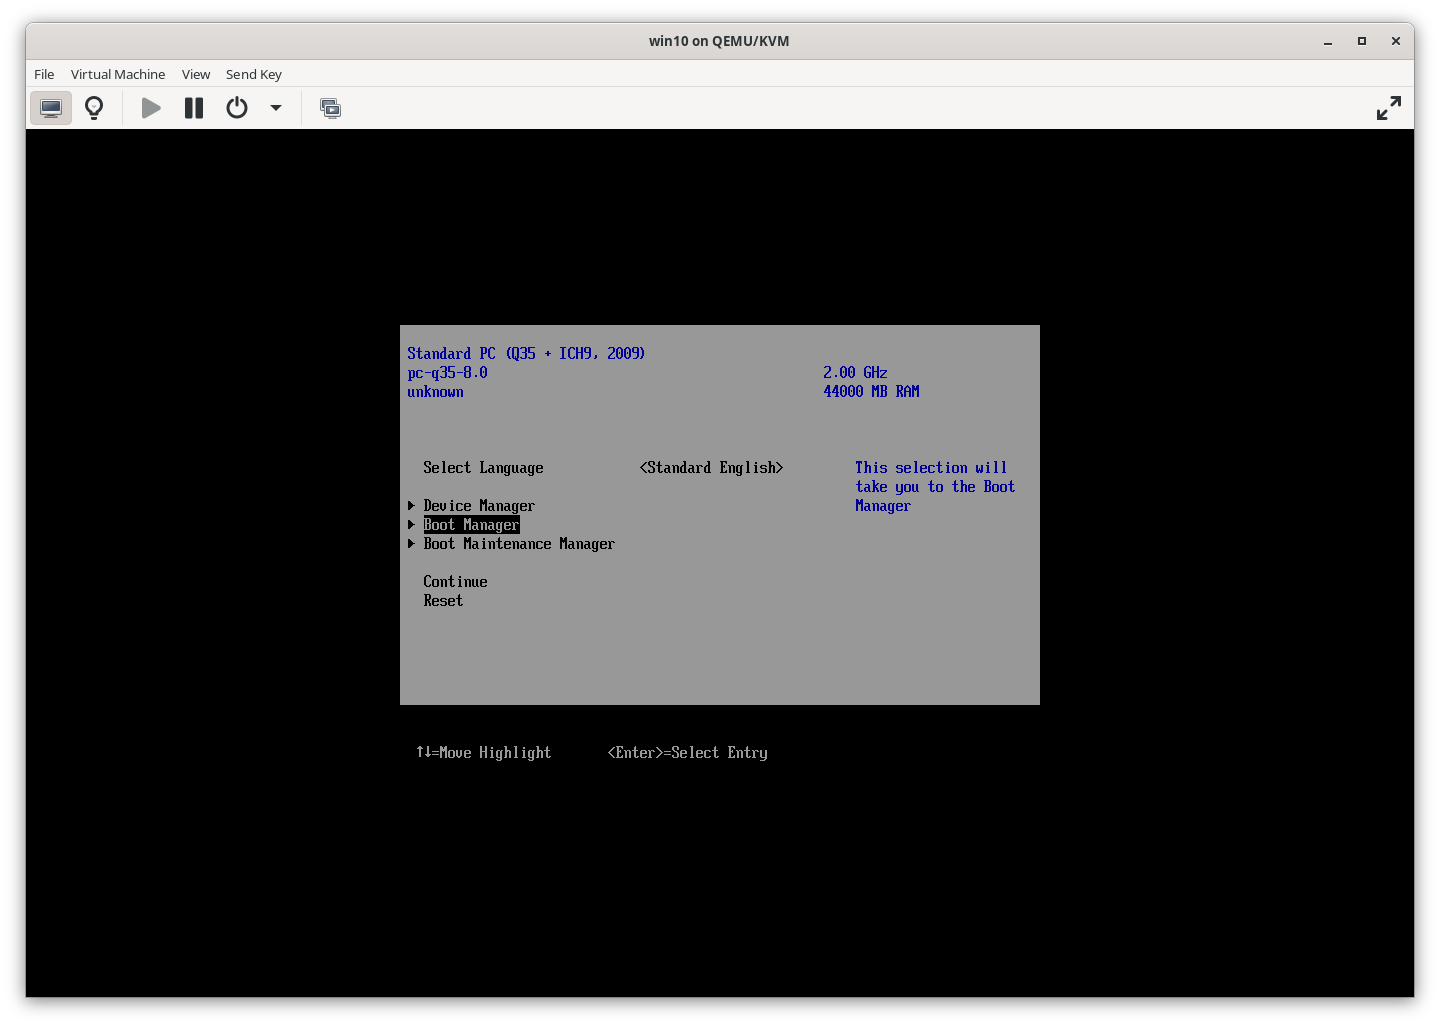 win10 on QEMU/KVM
File Virtual Machine View Send Key
Standard PC (Q35 + ICH9, 2009)
pc-q35-8.0 2.00 GHz
unknown 44000 MB RAM
Select Language <Standard English> This selection will
take you to the Boot
Device Manager Manager
Boot Manager
Boot Maintenance Manager
Continue
Reset
↑↓=Move Highlight <Enter>=Select Entry